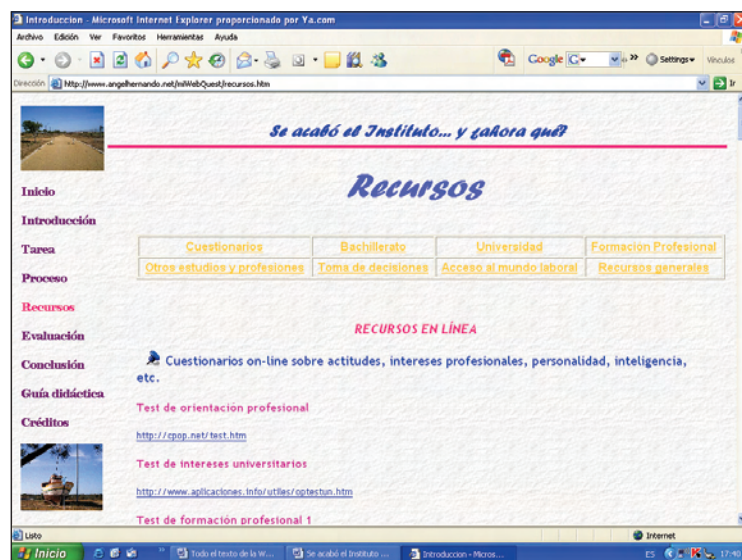 Introduccion - Microsoft Internet Explorer proporcionado por Ya.com
Archivo Edición Ver Favoritos Herramientas Ayuda
Google G Settings Vínculos
Dirección http://www.angelhernando.net/miWebQuest/recursos.htm Ir
Se acabó el Instituto... y ¿ahora qué?
Recursos
Inicio
Introducción
Tarea
Proceso
Recursos
Evaluación
Conclusión
Guía didáctica
Créditos
Cuestionarios Bachillerato Universidad Formación Profesional
Otros estudios y profesiones Toma de decisiones Acceso al mundo laboral Recursos generales
RECURSOS EN LÍNEA
Cuestionarios on-line sobre actitudes, intereses profesionales, personalidad, inteligencia,
etc.
Test de orientación profesional
http://cpop.net/test.htm
Test de intereses universitarios
http://www.aplicaciones.info/utiles/optestun.htm
Test de formación profesional 1
Listo Internet
Inicio Todo el texto de la W... Se acabó el Instituto ... Introduccion - Micros... ES 17:40